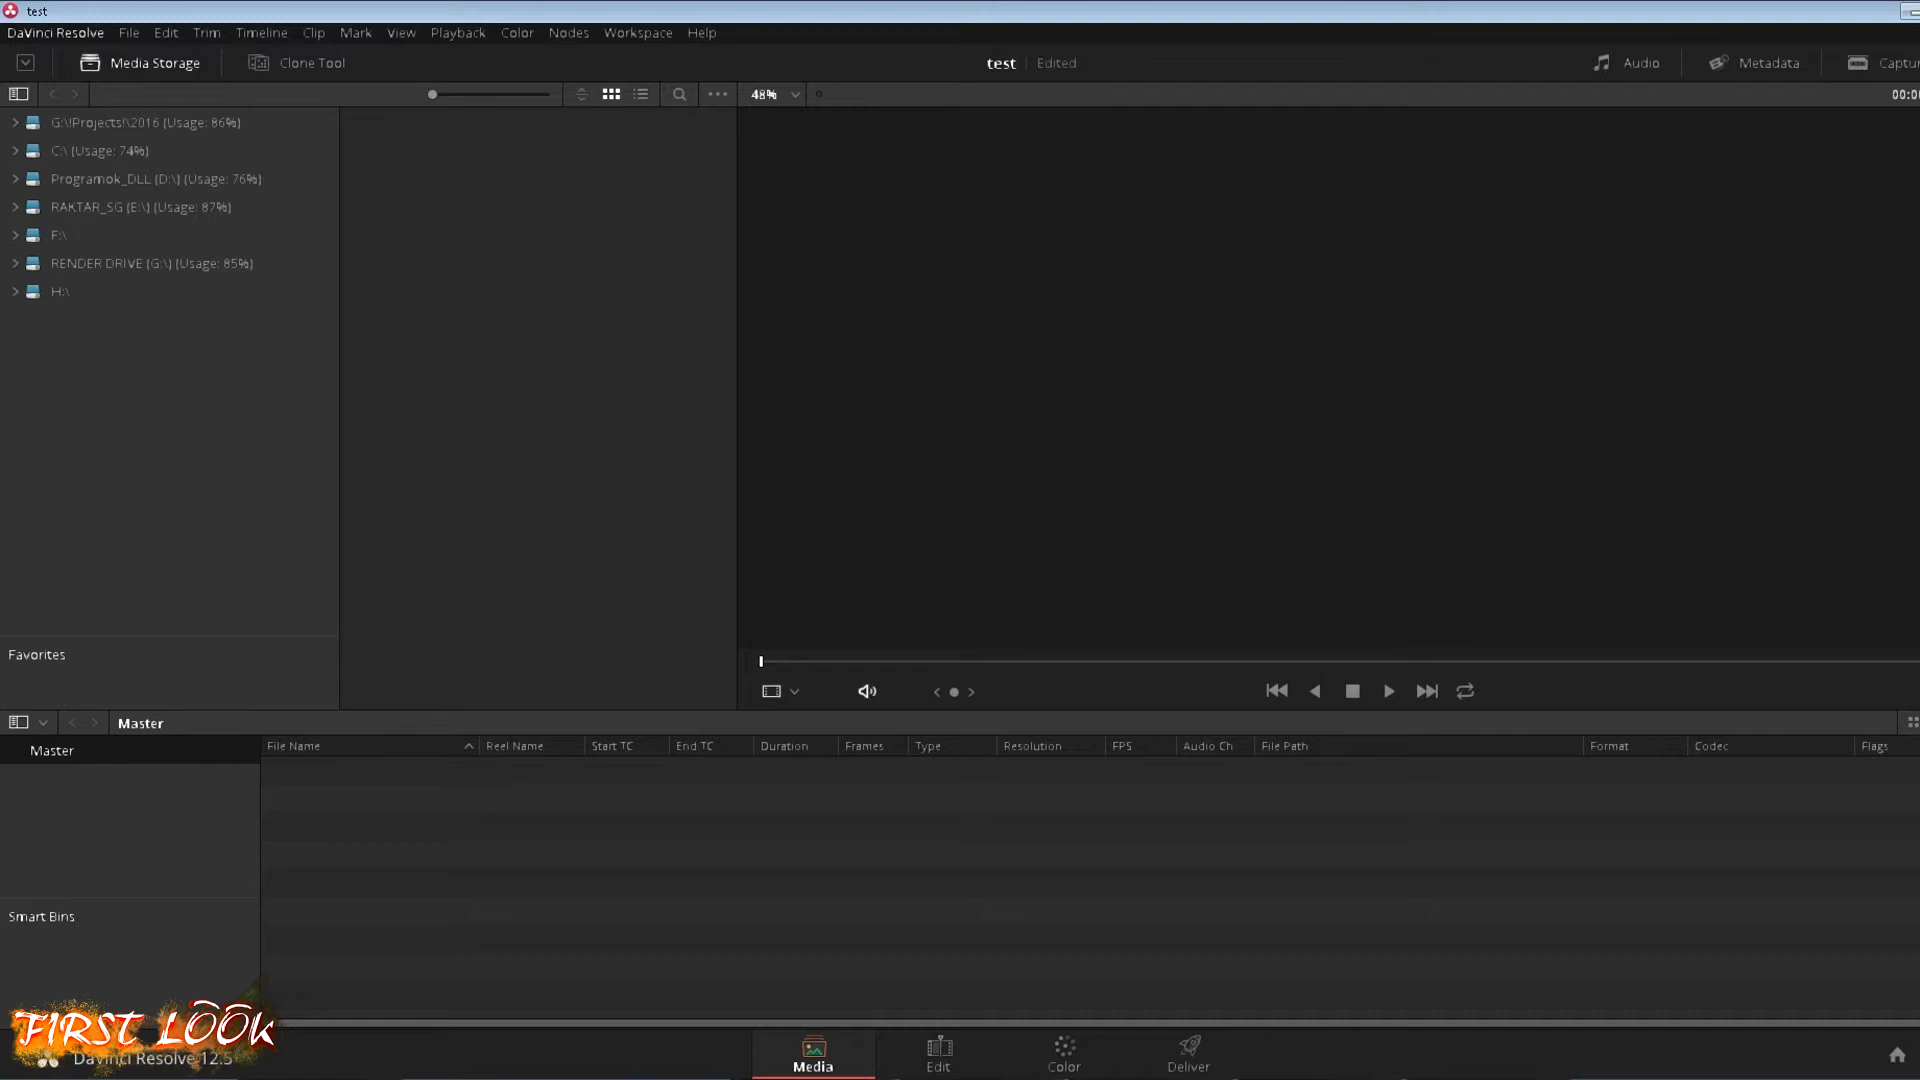 test
DaVinci Resolve File Edit Trim Timeline Clip Mark View Playback Color Nodes Workspace Help
Media Storage Clone Tool test Edited Audio Metadata Captur
48% 00:0
G:\!Projects!\2016 (Usage: 86%)
C:\ (Usage: 74%)
Programok_DLL (D:\) (Usage: 76%)
RAKTAR_SG (E:\) (Usage: 87%)
F:\
RENDER DRIVE (G:\) (Usage: 85%)
H:\
Favorites
Master
Master
File Name Reel Name Start TC End TC Duration Frames Type Resolution FPS Audio Ch File Path Format Codec Flags
Smart Bins
FIRST LOOK
DaVinci Resolve 12.5
Media Edit Color Deliver